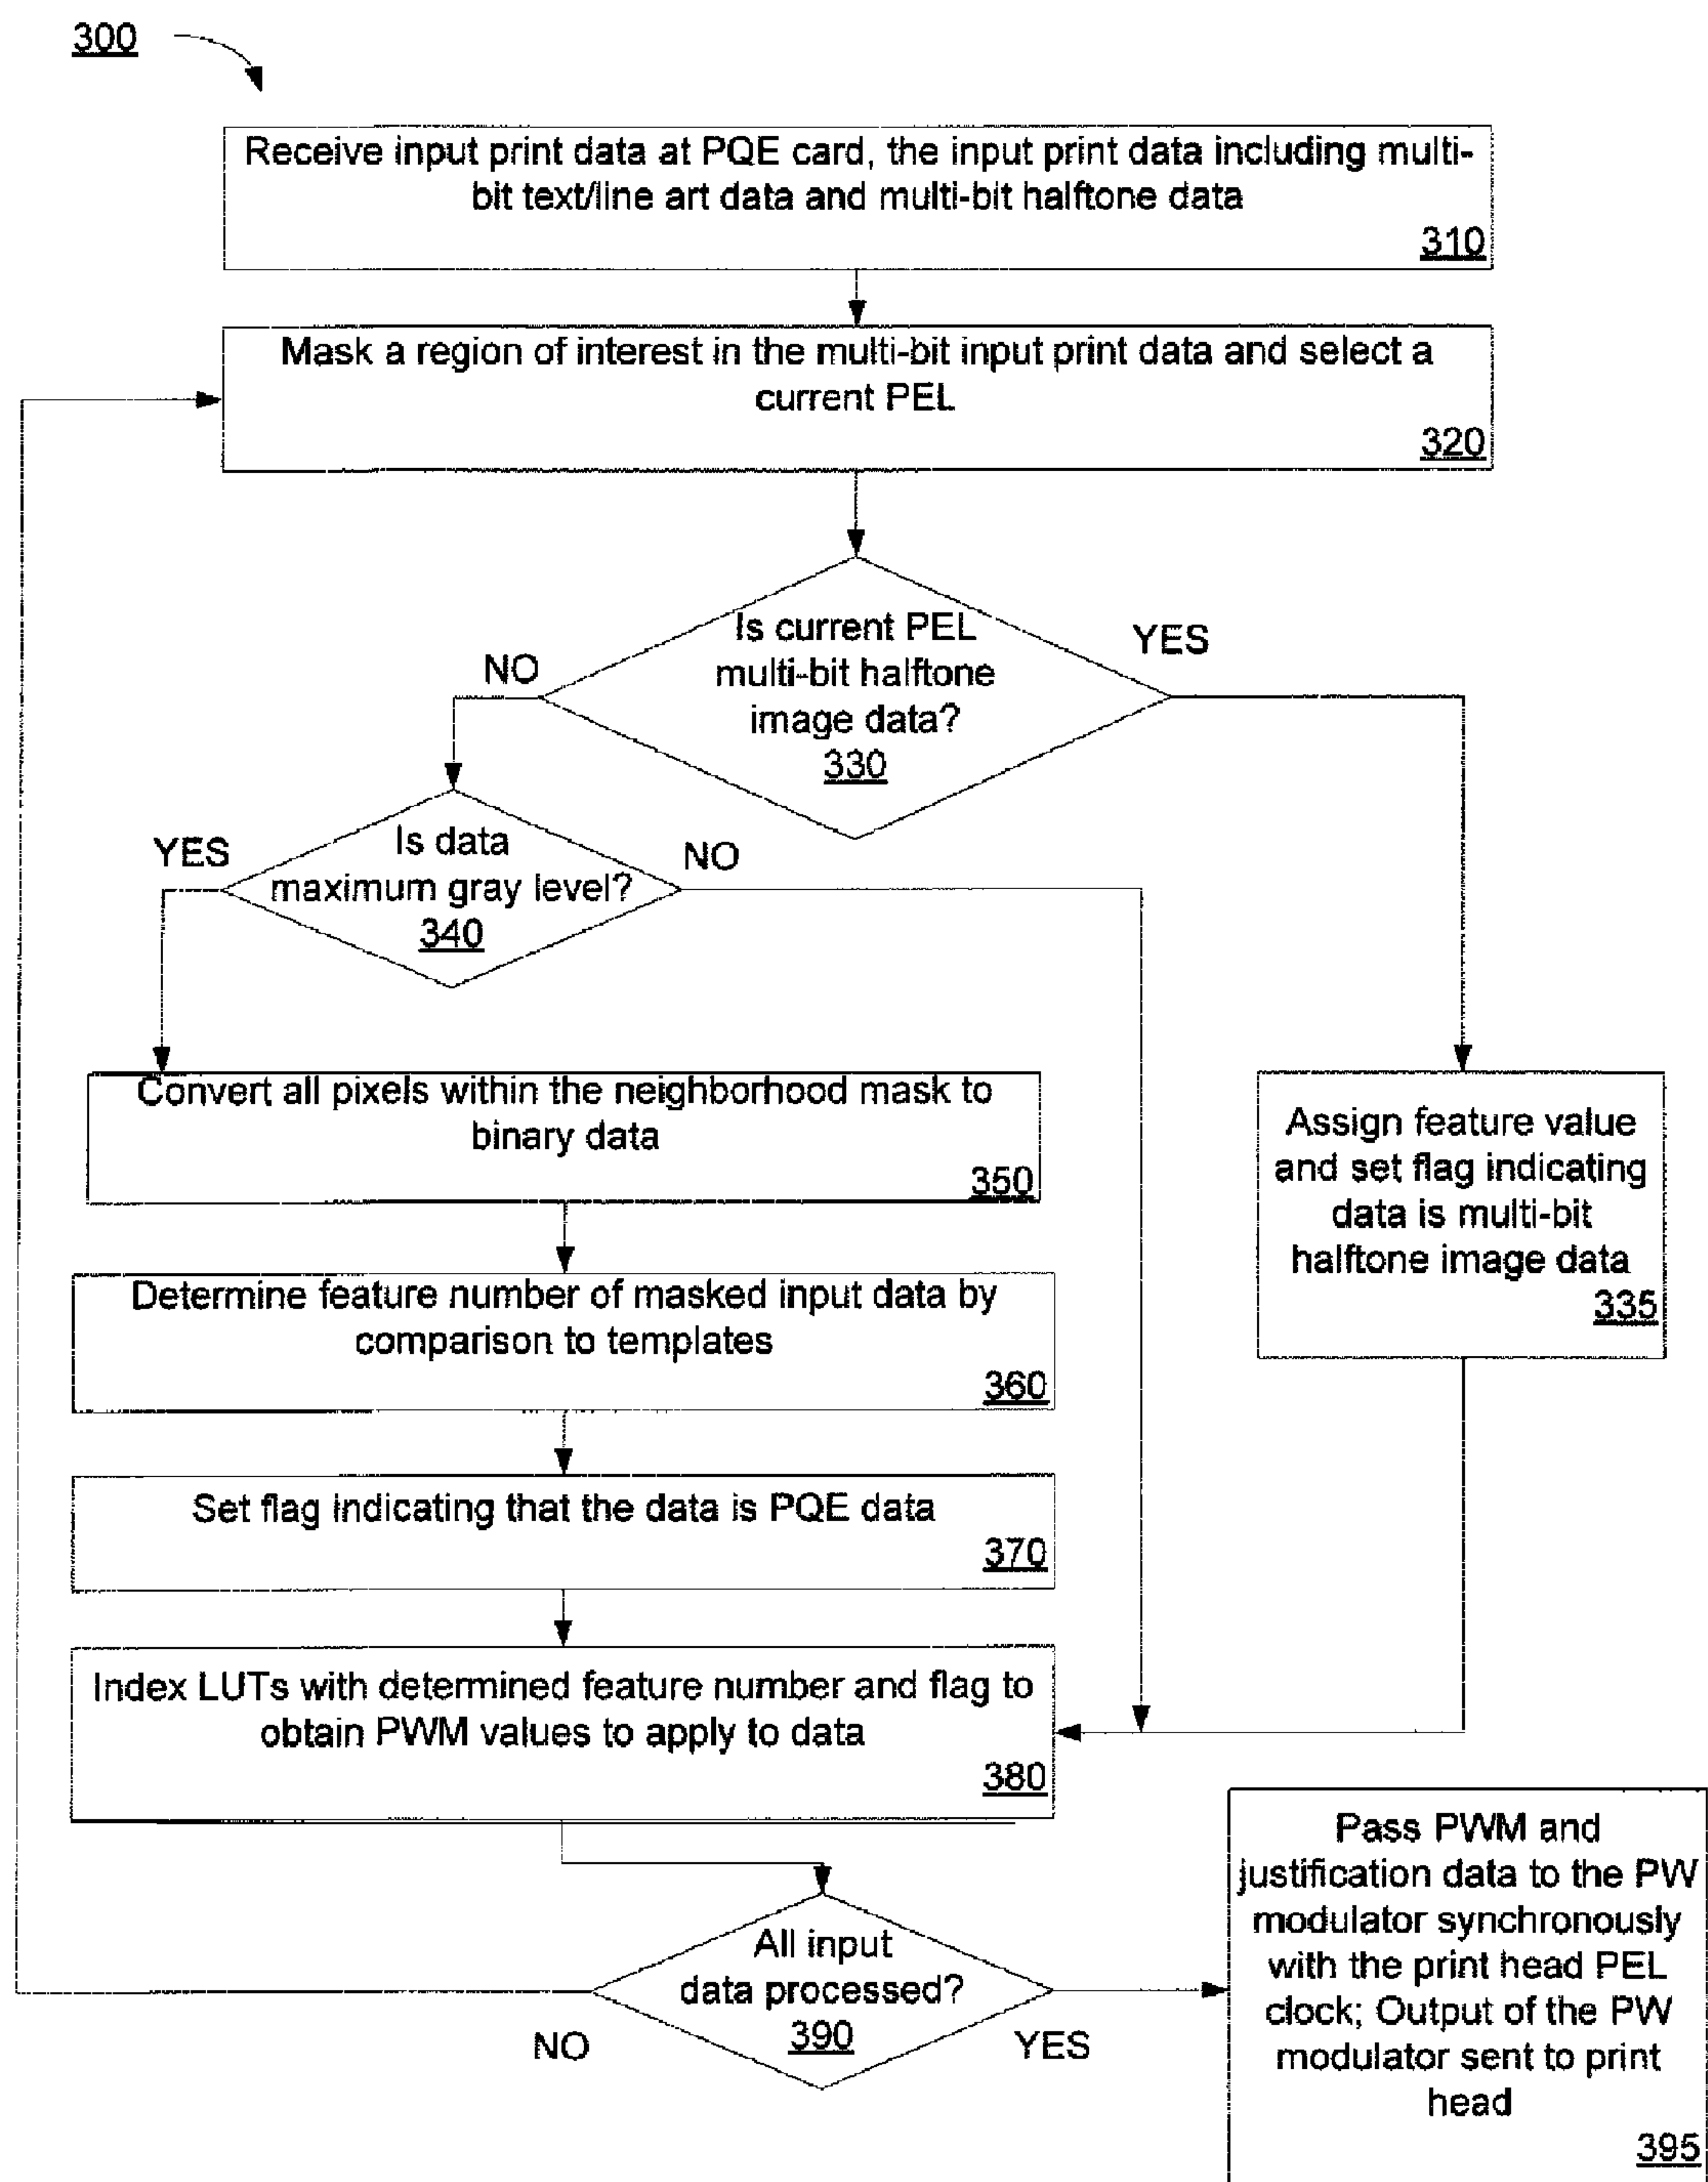 300
Receive input print data at PQE card, the input print data including multi-
bit text/line art data and multi-bit halftone data
310
Mask a region of interest in the multi-bit input print data and select a
current PEL
320
Is current PEL
multi-bit halftone
image data?
330
NO
YES
Is data
maximum gray level?
340
YES
NO
Convert all pixels within the neighborhood mask to
binary data
350
Assign feature value
and set flag indicating
data is multi-bit
halftone image data
335
Determine feature number of masked input data by
comparison to templates
360
Set flag indicating that the data is PQE data
370
Index LUTs with determined feature number and flag to
obtain PWM values to apply to data
380
All input
data processed?
390
NO
YES
Pass PWM and
justification data to the PW
modulator synchronously
with the print head PEL
clock; Output of the PW
modulator sent to print
head
395